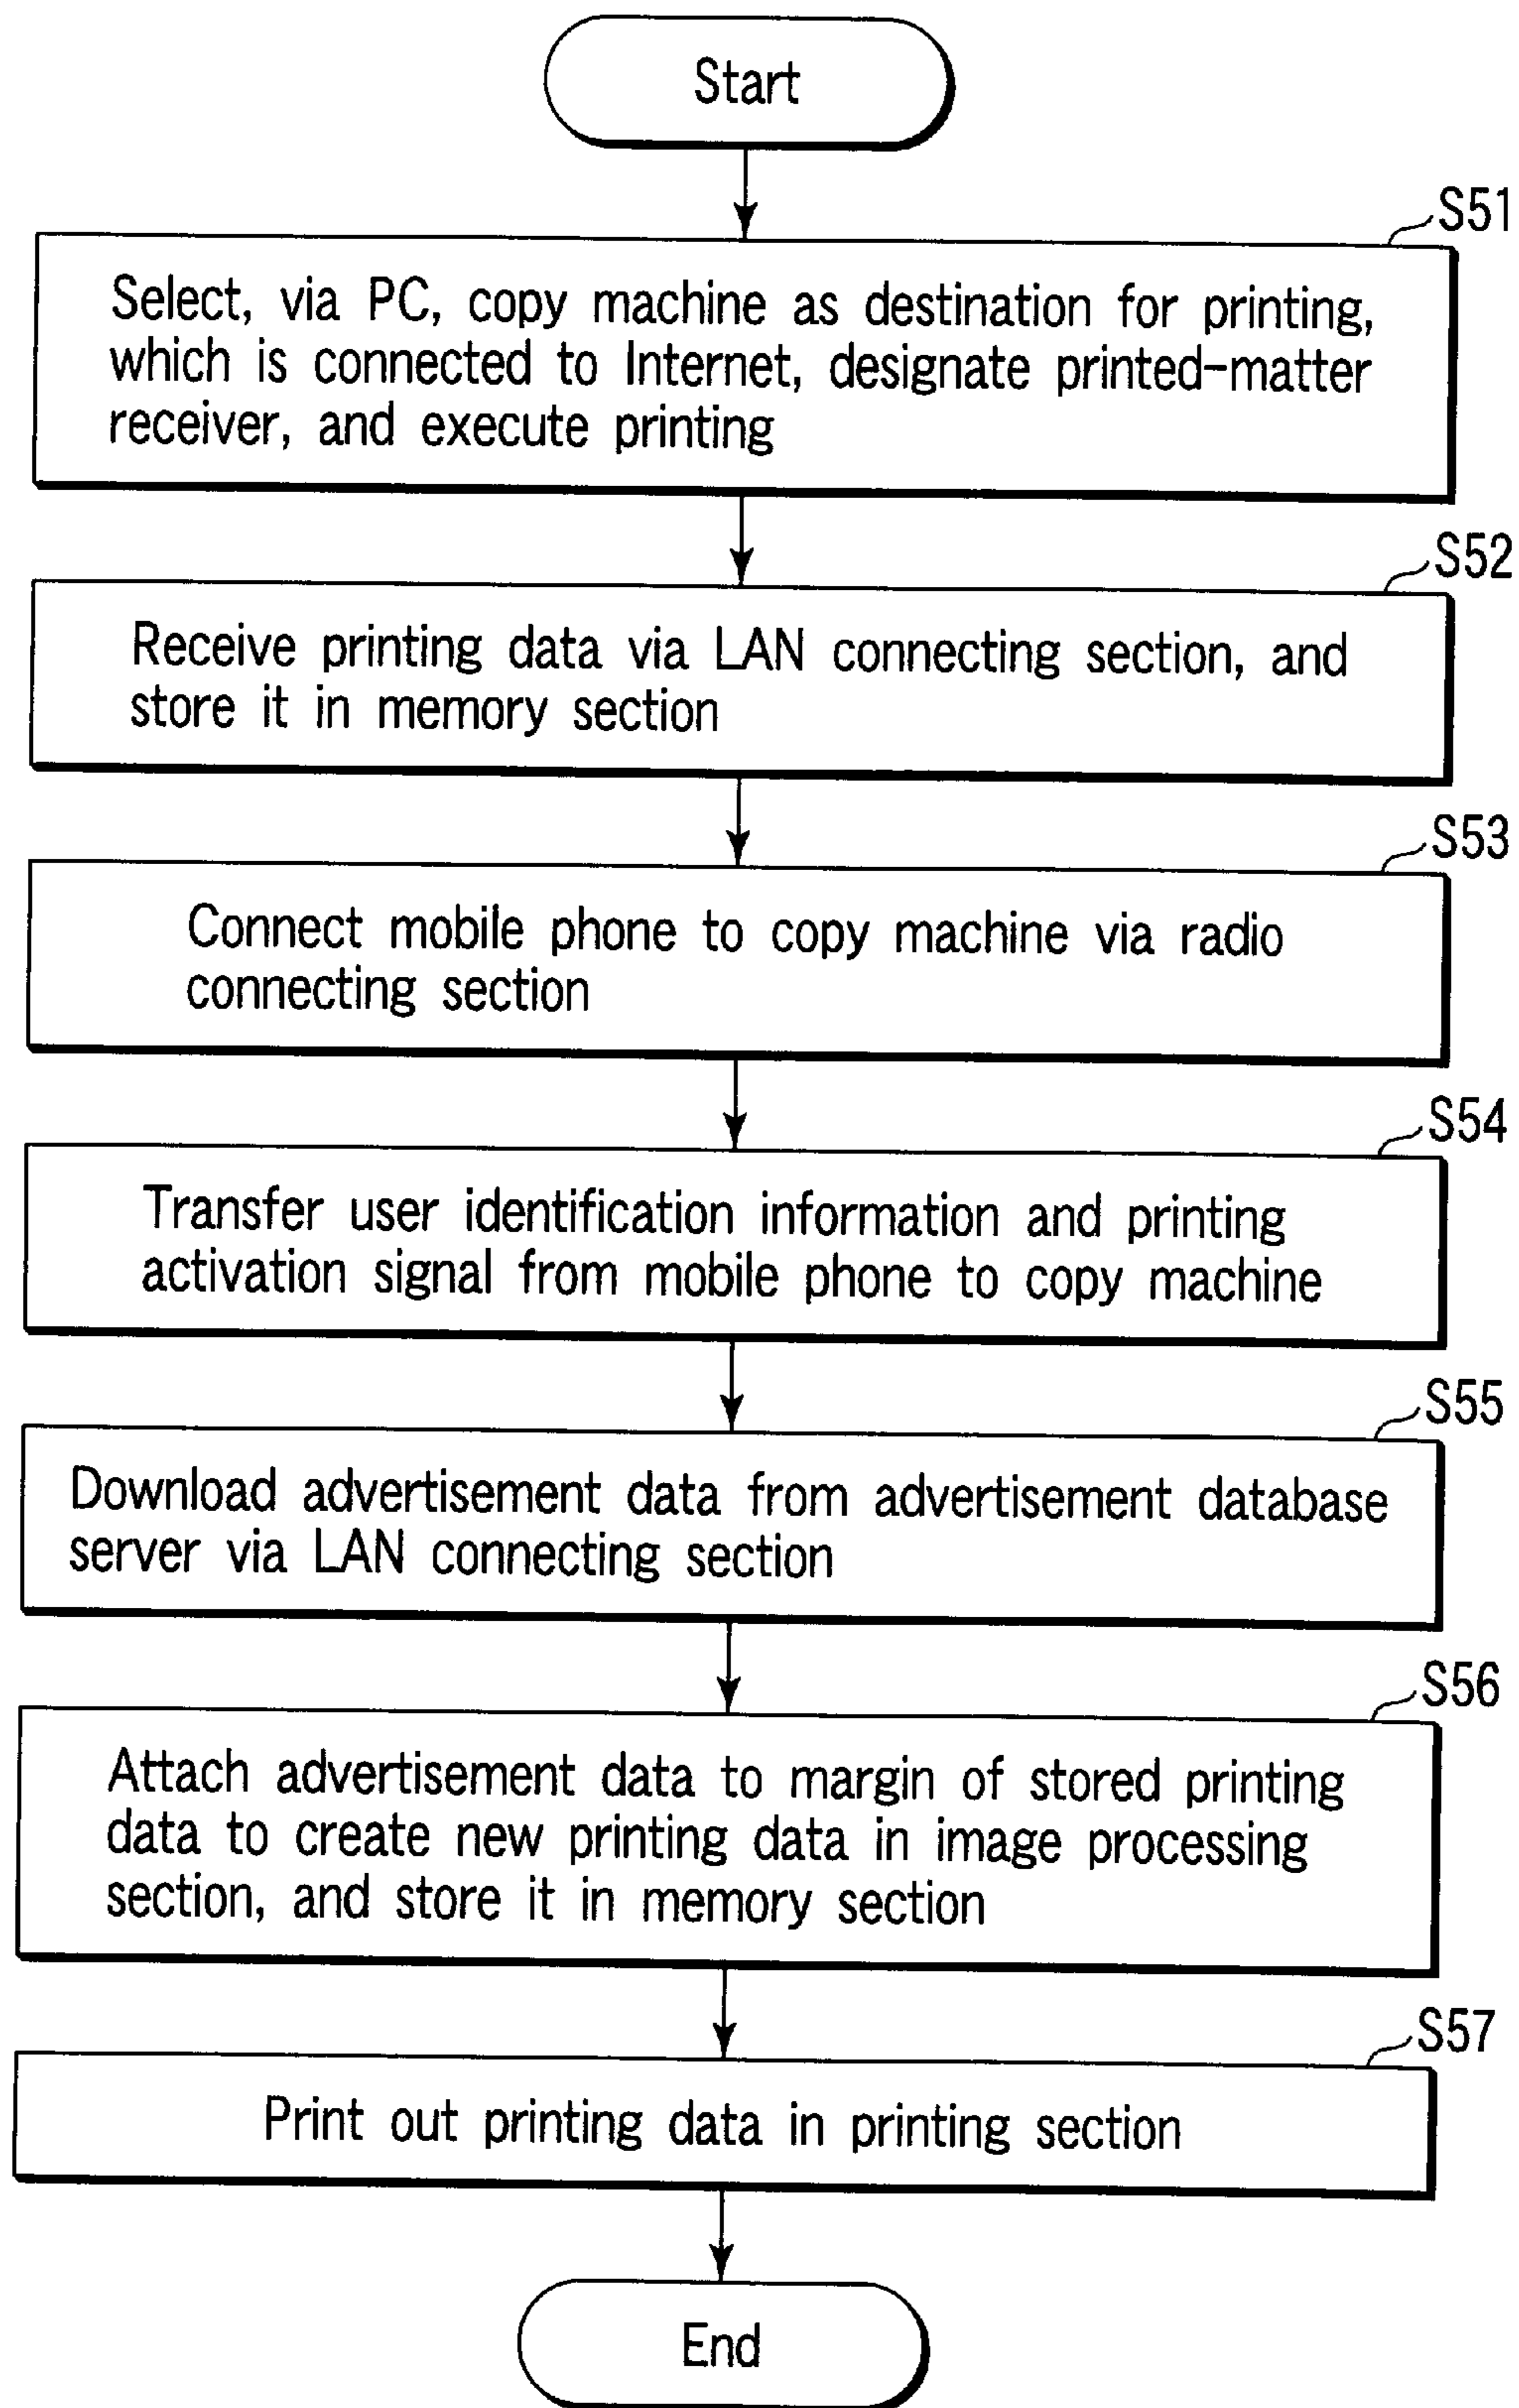 Start
S51
Select, via PC, copy machine as destination for printing,
which is connected to Internet, designate printed-matter
receiver, and execute printing
S52
Receive printing data via LAN connecting section, and
store it in memory section
S53
Connect mobile phone to copy machine via radio
connecting section
S54
Transfer user identification information and printing
activation signal from mobile phone to copy machine
S55
Download advertisement data from advertisement database
server via LAN connecting section
S56
Attach advertisement data to margin of stored printing
data to create new printing data in image processing
section, and store it in memory section
S57
Print out printing data in printing section
End